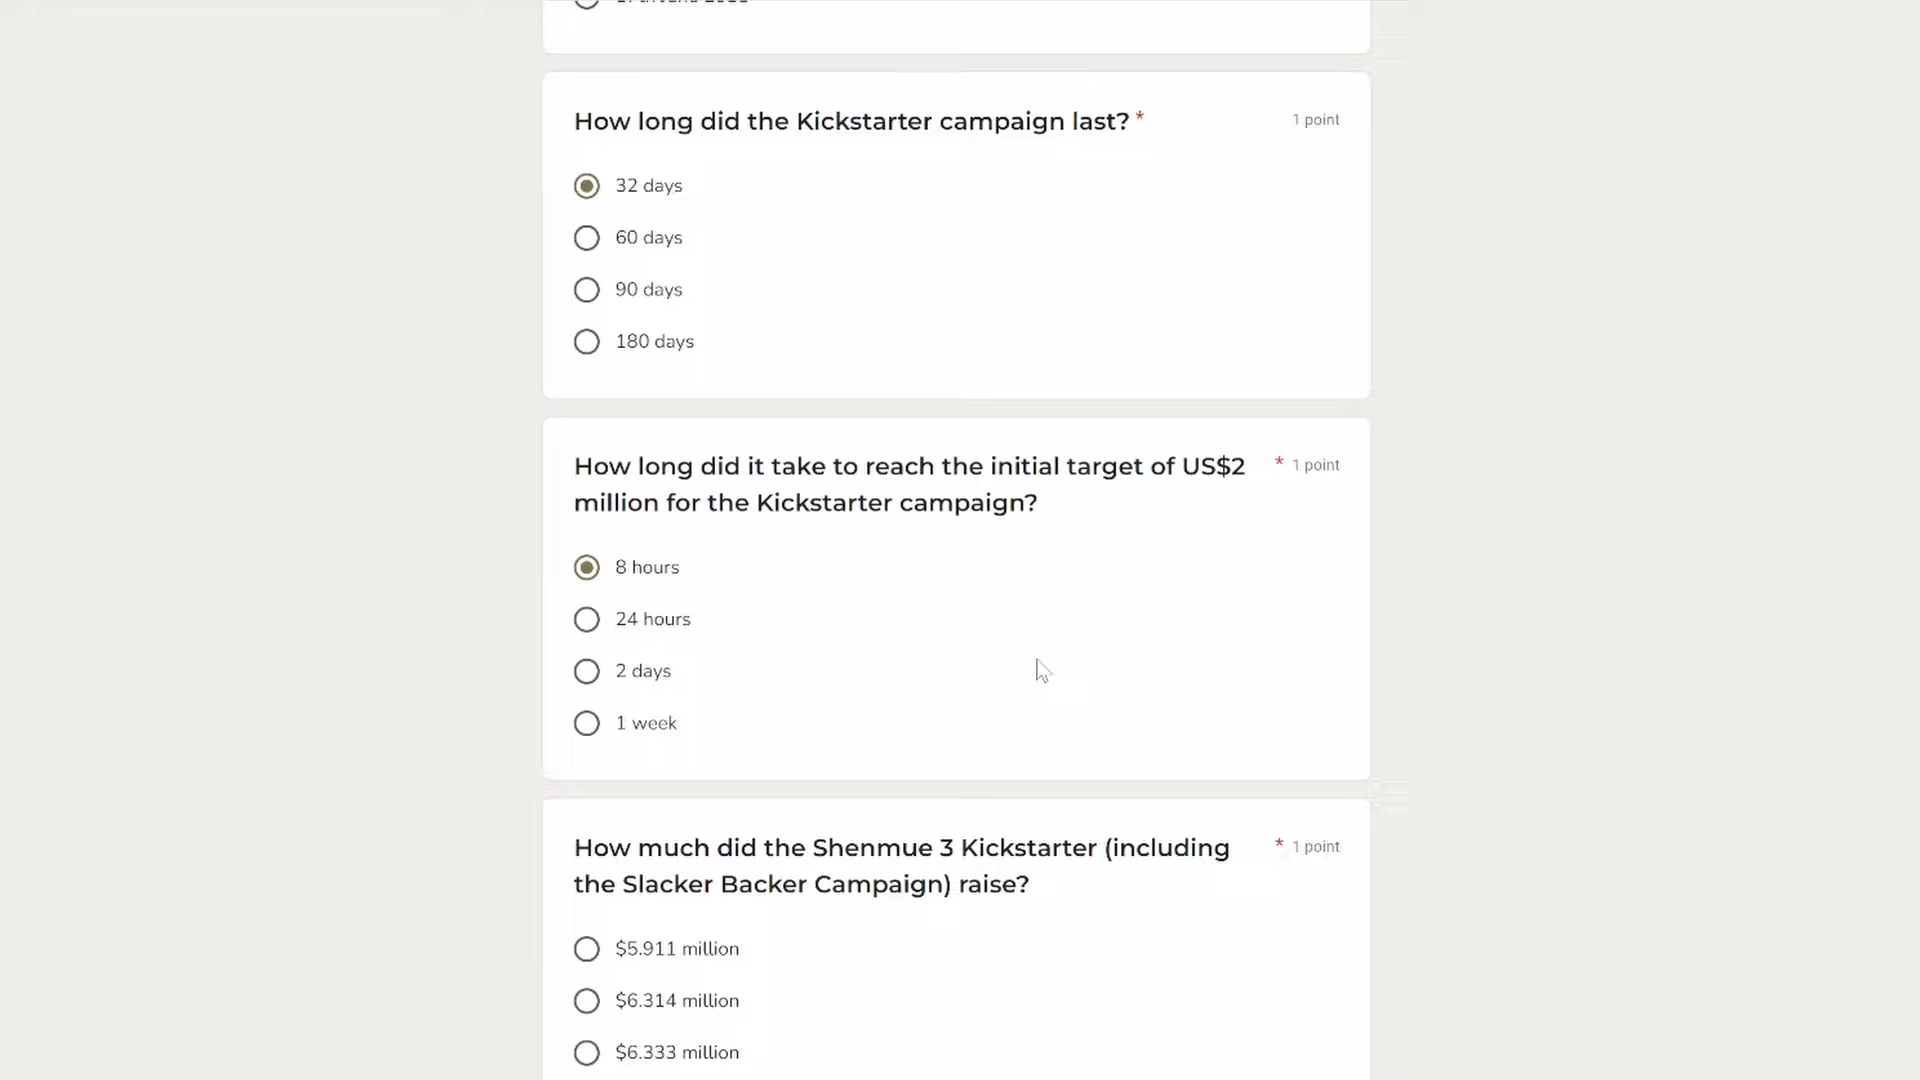 How long did the Kickstarter campaign last? *
1 point
32 days
60 days
90 days
180 days
How long did it take to reach the initial target of US$2
million for the Kickstarter campaign?
* 1 point
8 hours
24 hours
2 days
1 week
How much did the Shenmue 3 Kickstarter (including
the Slacker Backer Campaign) raise?
* 1 point
$5.911 million
$6.314 million
$6.333 million